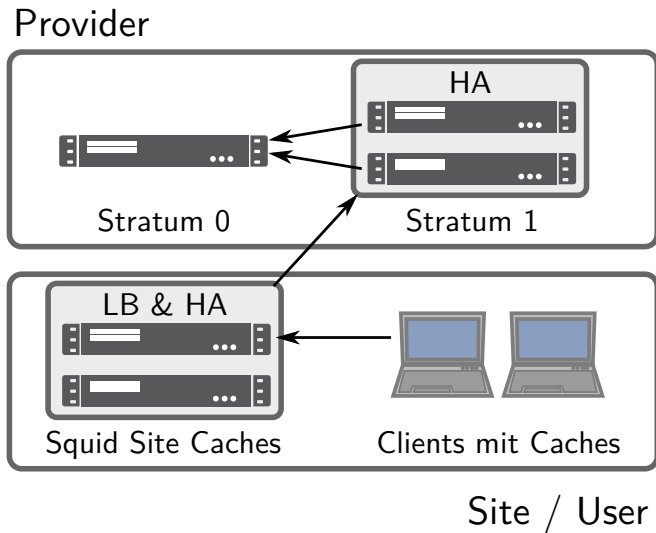 Provider
HA
Stratum 0
Stratum 1
LB & HA
Squid Site Caches
Clients mit Caches
Site / User